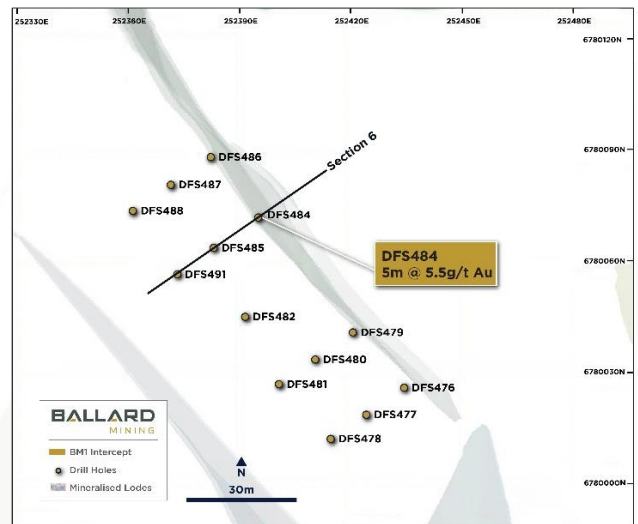 252330E
252360E
252390E
252420E
252450E
252480E
6780120N
6780090N
6780060N
6780030N
6780000N
DFS486
DFS487
DFS488
Section 6
DFS484
DFS485
DFS491
DFS484
5m @ 5.5g/t Au
DFS482
DFS479
DFS480
DFS481
DFS476
DFS477
DFS478
BALLARD
MINING
BM1 Intercept
Drill Holes
Mineralised Lodes
N
30m